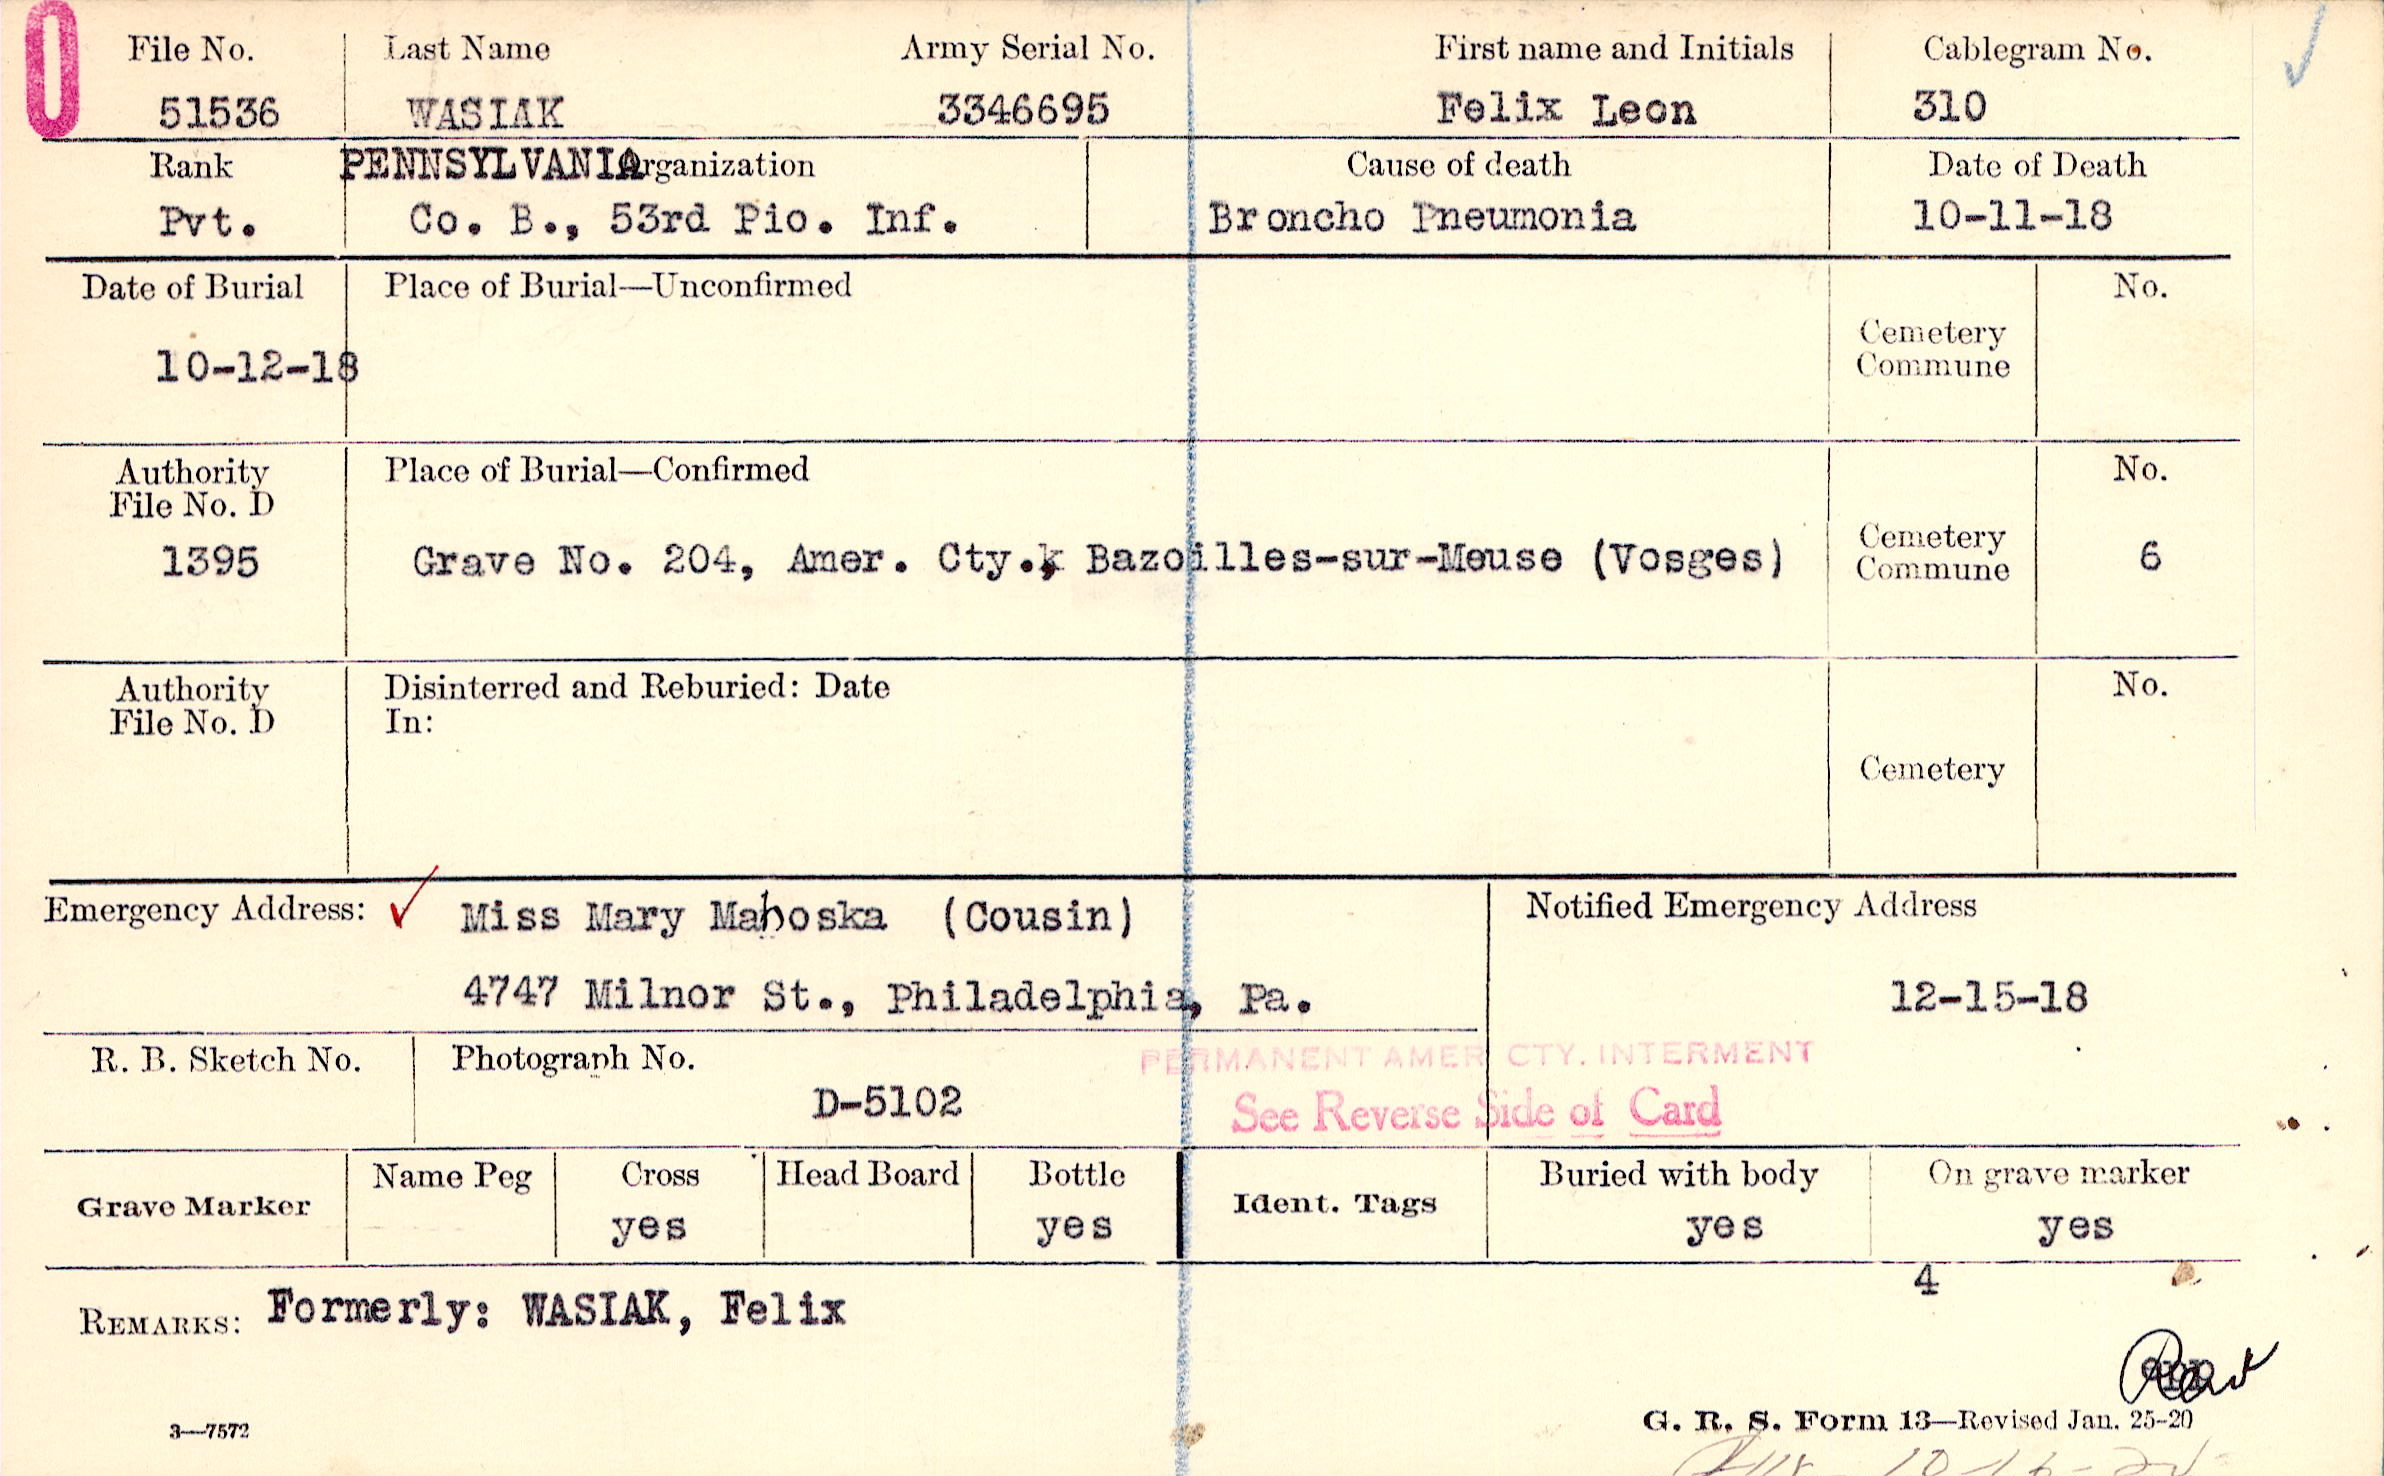 0
File No. Last Name Army Serial No. First name and Initials Cablegram No.
51536 WASIAK 3346695 Felix Leon 310
Rank PENNSYLVANIA Organization Cause of death Date of Death
Pvt. Co. B., 53rd Pio. Inf. Broncho Pneumonia 10-11-18
Date of Burial Place of Burial—Unconfirmed No.
Cemetery
Commune
10-12-18
Authority Place of Burial—Confirmed No.
File No. D
Cemetery
1395 Grave No. 204, Amer. Cty., Bazoilles-sur-Meuse (Vosges) 6
Commune
Authority Disinterred and Reburied: Date No.
File No. D In:
Cemetery
Emergency Address: Miss Mary Mahoska (Cousin) Notified Emergency Address
4747 Milnor St., Philadelphia, Pa. 12-15-18
R. B. Sketch No. Photograph No. PERMANENT AMER CTY. INTERMENT
D-5102 See Reverse Side of Card
Grave Marker Name Peg Cross Head Board Bottle Ident. Tags Buried with body On grave marker
yes yes yes yes
4
REMARKS: Formerly: WASIAK, Felix
3—7572 G. R. S. Form 13—Revised Jan. 25-20